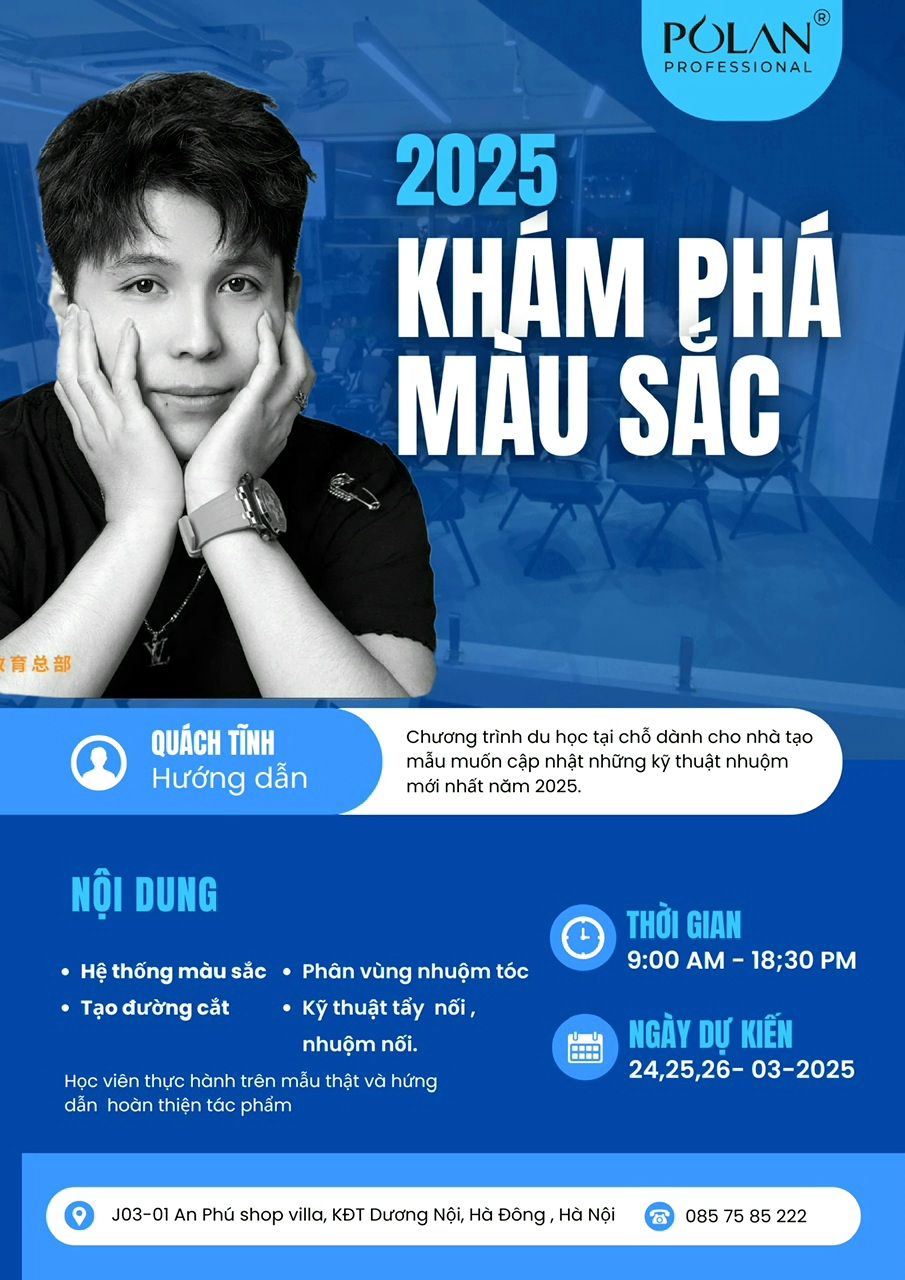 POLAN®
PROFESSIONAL
2025
KHÁM PHÁ
MÀU SẮC
育总部
QUÁCH TĨNH
Hướng dẫn
Chương trình du học tại chỗ dành cho nhà tạo
mẫu muốn cập nhật những kỹ thuật nhuộm
mới nhất năm 2025.
NỘI DUNG
• Hệ thống màu sắc
• Tạo đường cắt
• Phân vùng nhuộm tóc
• Kỹ thuật tẩy nối ,
nhuộm nối.
Học viên thực hành trên mẫu thật và hứng
dẫn hoàn thiện tác phẩm
THỜI GIAN
9:00 AM - 18;30 PM
NGÀY DỰ KIẾN
24,25,26- 03-2025
J03-01 An Phú shop villa, KĐT Dương Nội, Hà Đông , Hà Nội
085 75 85 222